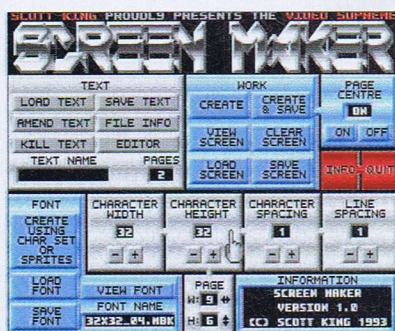 SCOTT KING PROUDLY PRESENTS THE VIDEO SUPREME
SCREEN MAKER
TEXT
LOAD TEXT SAVE TEXT
AMEND TEXT FILE INFO
KILL TEXT EDITOR
TEXT NAME PAGES
2
WORK
CREATE CREATE & SAVE
VIEW SCREEN CLEAR SCREEN
LOAD SCREEN SAVE SCREEN
PAGE CENTRE
ON
ON OFF
INFO QUIT
FONT
CREATE USING CHAR SET OR SPRITES
LOAD FONT
SAVE FONT
CHARACTER WIDTH
32
- +
CHARACTER HEIGHT
32
- +
CHARACTER SPACING
1
- +
LINE SPACING
1
- +
VIEW FONT
FONT NAME
32X32_04.MBK
PAGE
W: 9
H: 6
INFORMATION
SCREEN MAKER
VERSION 1.0
(C) SCOTT KING 1993